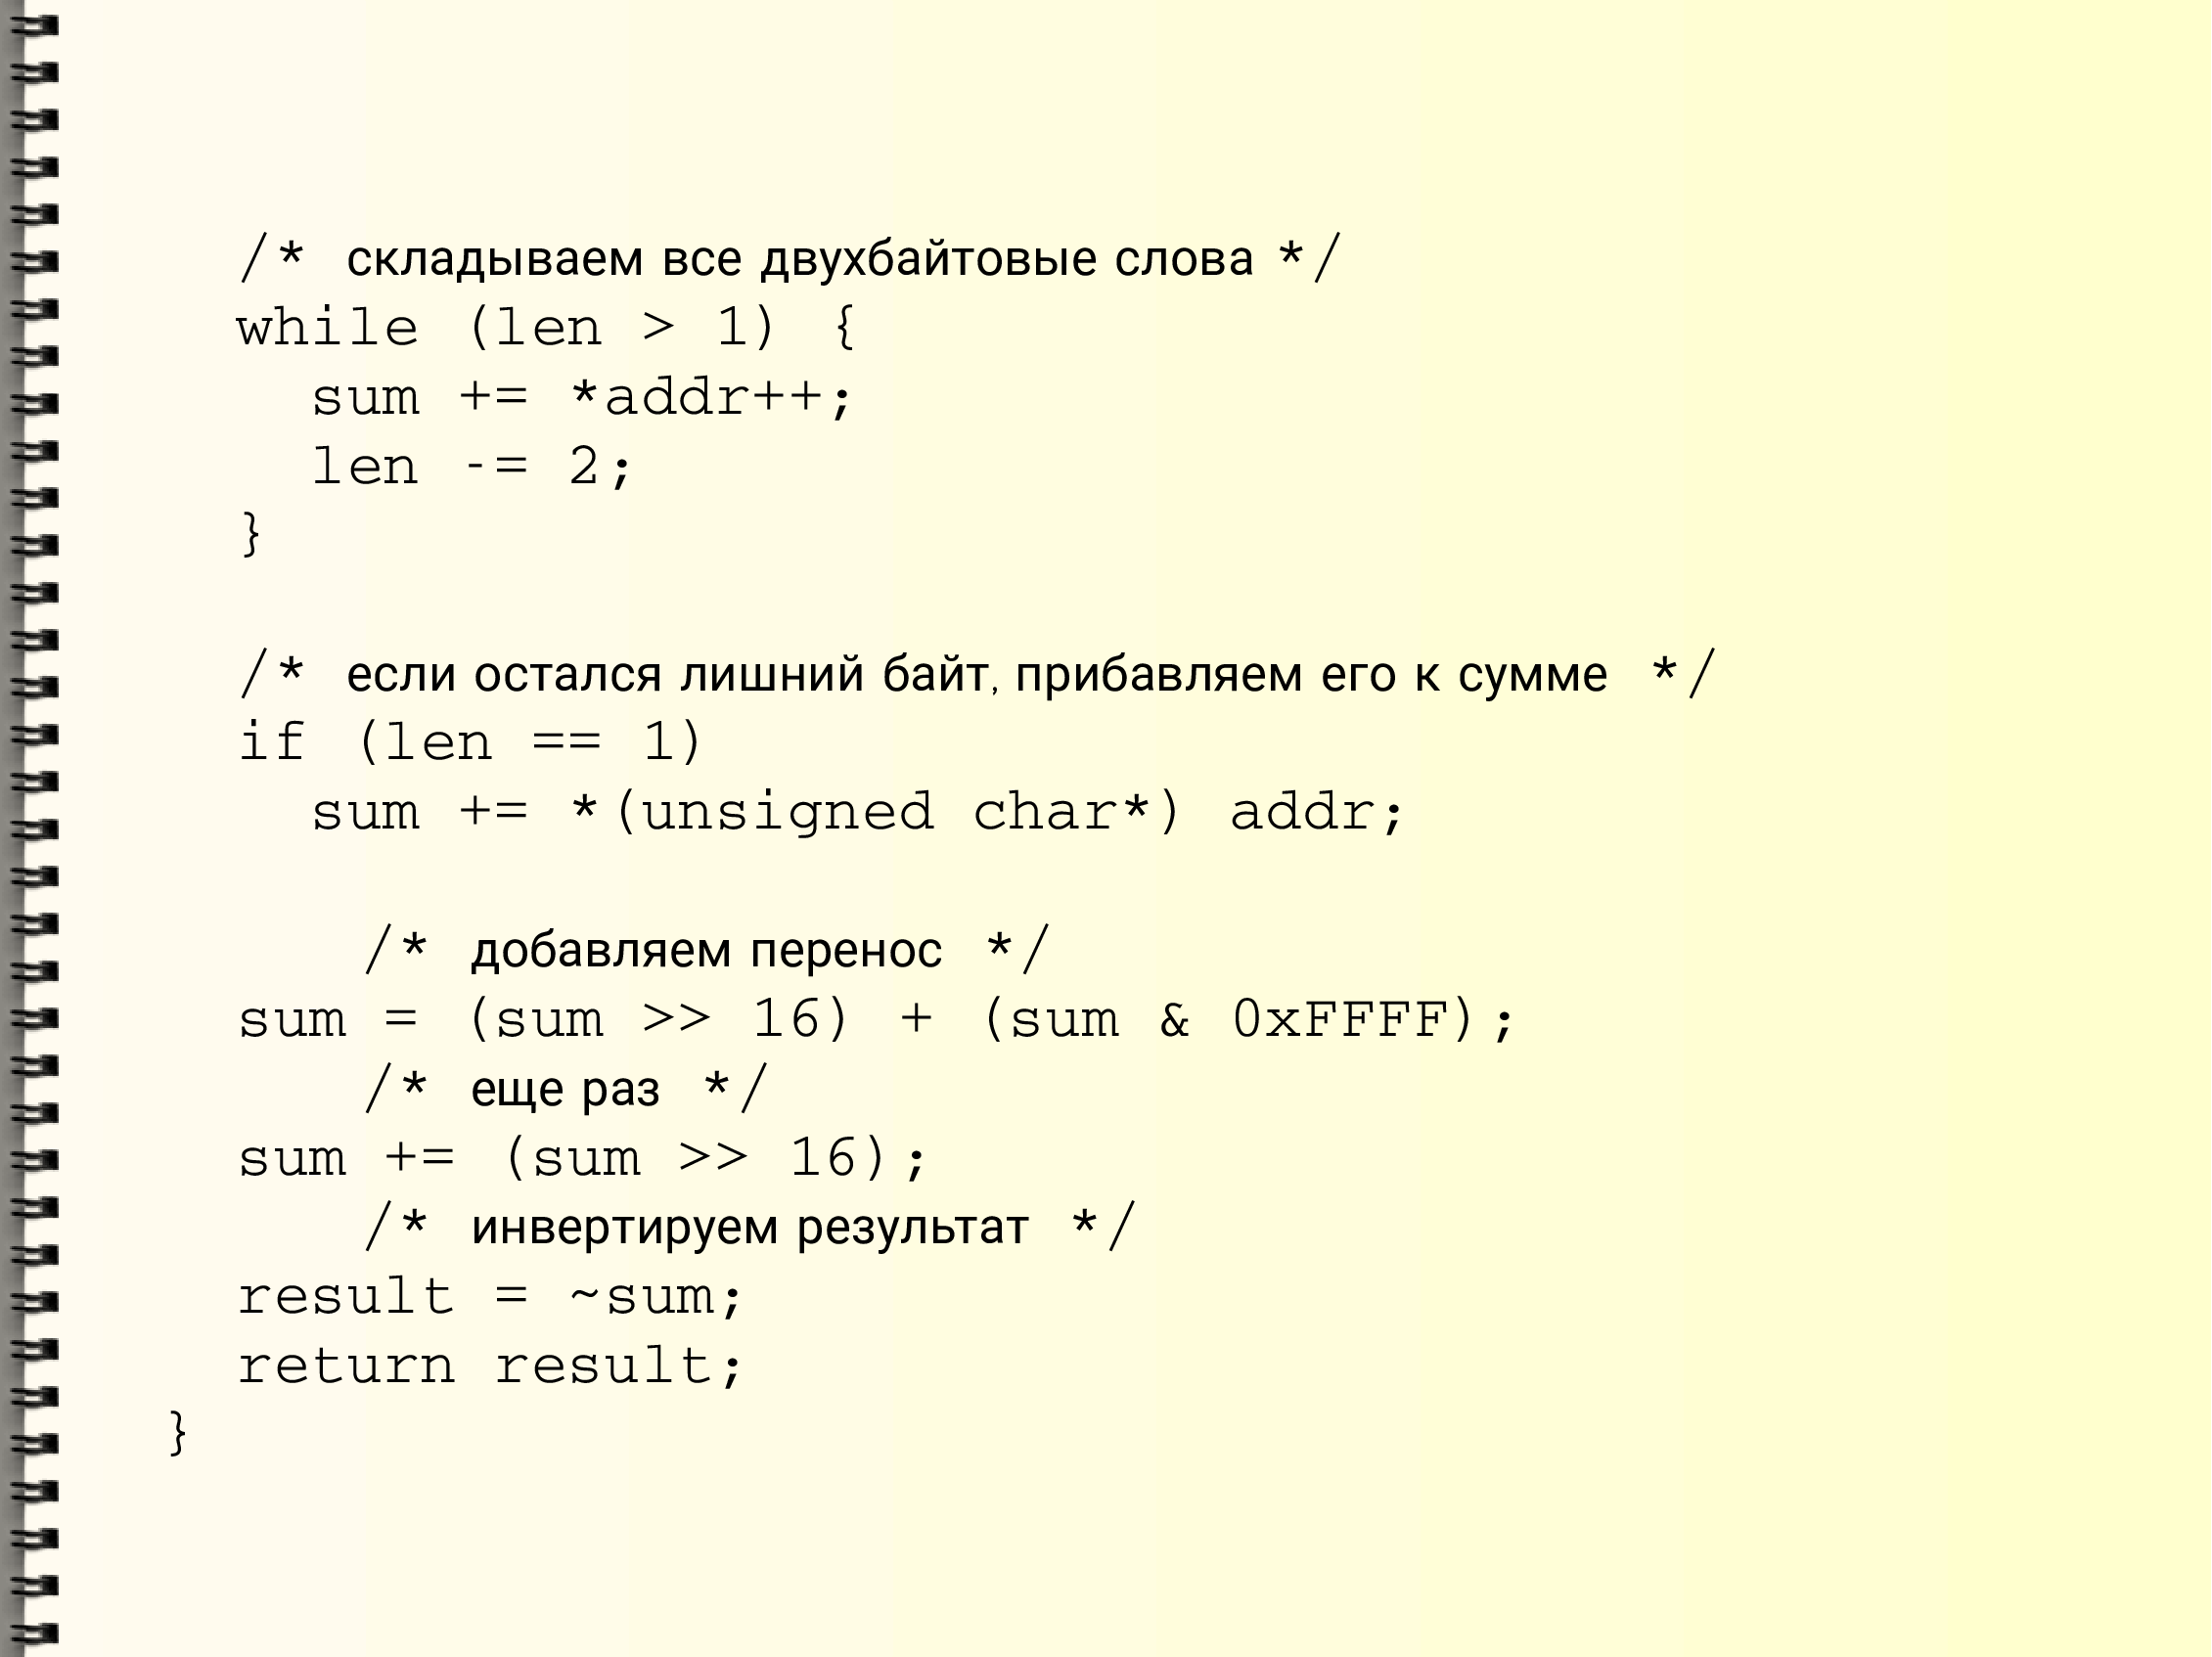 /* складываем все двухбайтовые слова */
while (len > 1) {
sum += *addr++;
len -= 2;
}
/* если остался лишний байт, прибавляем его к сумме */
if (len == 1)
sum += *(unsigned char*) addr;
/* добавляем перенос */
sum = (sum >> 16) + (sum & 0xFFFF);
/* еще раз */
sum += (sum >> 16);
/* инвертируем результат */
result = ~sum;
return result;
}